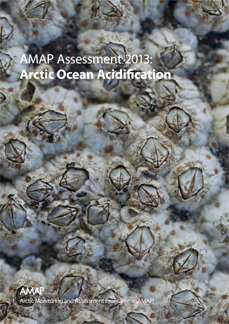 AMAP Assessment 2013:
Arctic Ocean Acidification
AMAP
Arctic Monitoring and Assessment Programme (AMAP)